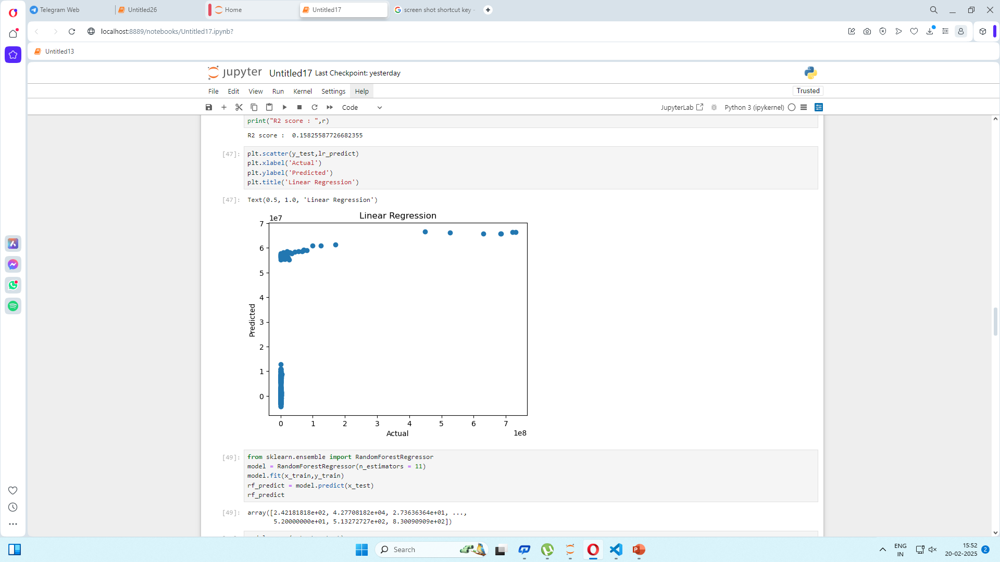 Telegram Web
Untitled26
Home
Untitled17
screen shot shortcut key -
localhost:8889/notebooks/Untitled17.ipynb?
Untitled13
jupyter Untitled17 Last Checkpoint: yesterday
File Edit View Run Kernel Settings Help
Trusted
Code
JupyterLab
Python 3 (ipykernel)
print("R2 score : ",r)
R2 score :  0.15825587726682355
[47]:
plt.scatter(y_test,lr_predict)
plt.xlabel('Actual')
plt.ylabel('Predicted')
plt.title('Linear Regression')
[47]:
Text(0.5, 1.0, 'Linear Regression')
Linear Regression
1e7
7
6
5
4
3
2
1
0
Predicted
0 1 2 3 4 5 6 7
1e8
Actual
[49]:
from sklearn.ensemble import RandomForestRegressor
model = RandomForestRegressor(n_estimators = 11)
model.fit(x_train,y_train)
rf_predict = model.predict(x_test)
rf_predict
[49]:
array([2.42181818e+02, 4.27708182e+04, 2.73636364e+01, ...,
5.20000000e+01, 5.13272727e+02, 8.30090909e+02])
Search
ENG
IN
15:52
20-02-2025
2